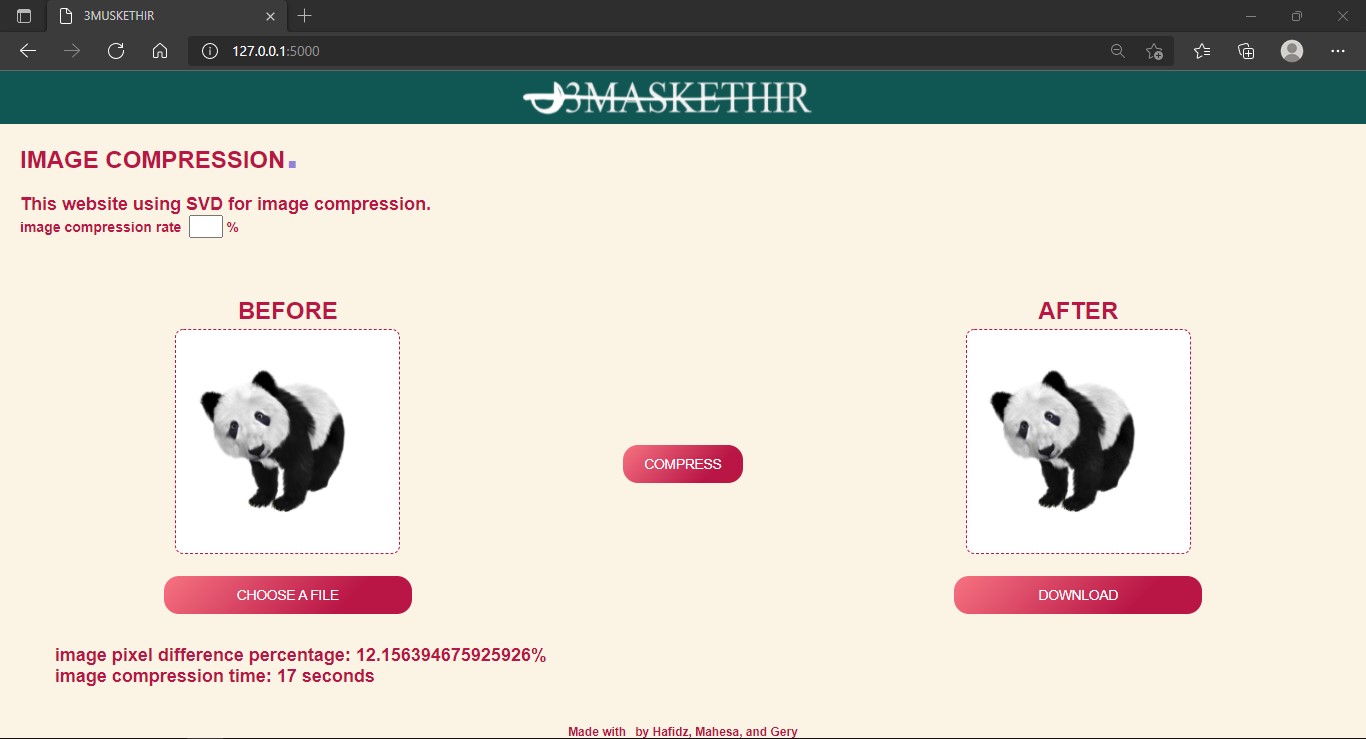 3MUSKETHIR
127.0.0.1:5000
3MASKETHIR
IMAGE COMPRESSION.
This website using SVD for image compression.
image compression rate %
BEFORE
AFTER
COMPRESS
CHOOSE A FILE
DOWNLOAD
image pixel difference percentage: 12.156394675925926%
image compression time: 17 seconds
Made with by Hafidz, Mahesa, and Gery